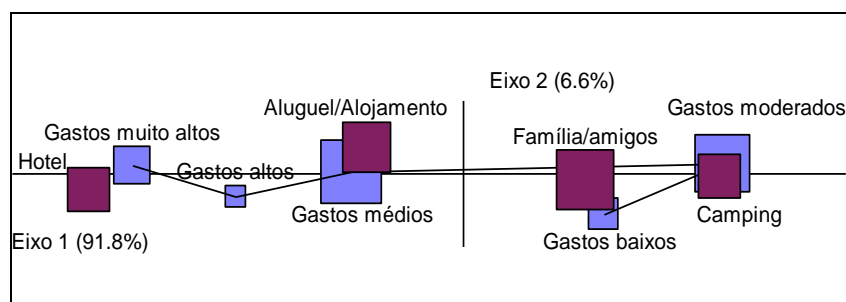 Eixo 2 (6.6%)
Aluguel/Alojamento
Gastos moderados
Gastos muito altos
Família/amigos
Hotel
Gastos altos
Gastos médios
Camping
Eixo 1 (91.8%)
Gastos baixos